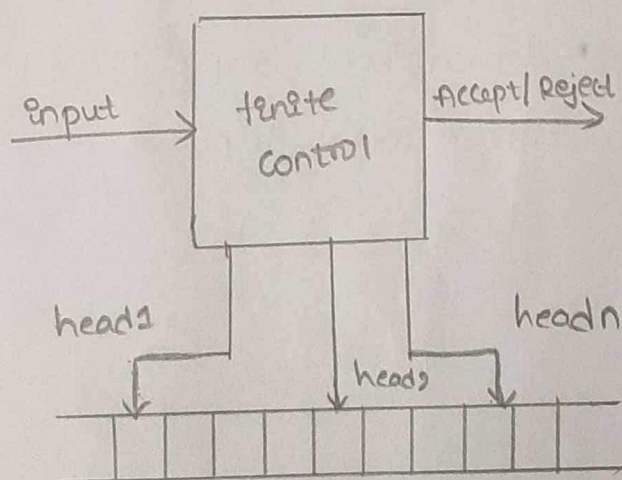 input
finite
control
Accept/Reject
head1
head2
headn